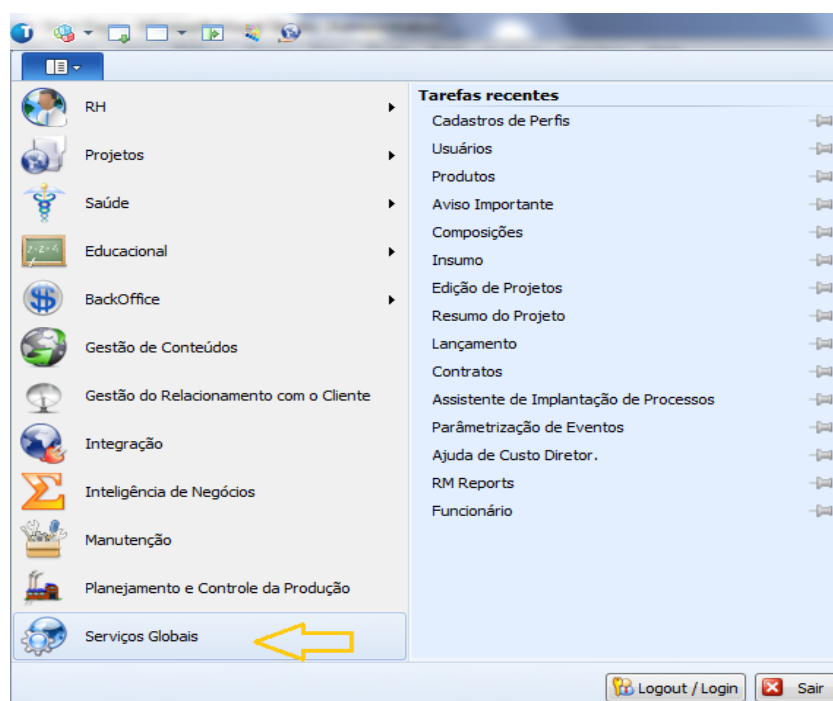 RH
Projetos
Saúde
Educacional
BackOffice
Gestão de Conteúdos
Gestão do Relacionamento com o Cliente
Integração
Inteligência de Negócios
Manutenção
Planejamento e Controle da Produção
Serviços Globais
Tarefas recentes
Cadastros de Perfis
Usuários
Produtos
Aviso Importante
Composições
Insumo
Edição de Projetos
Resumo do Projeto
Lançamento
Contratos
Assistente de Implantação de Processos
Parâmetrização de Eventos
Ajuda de Custo Diretor.
RM Reports
Funcionário
Logout / Login
Sair